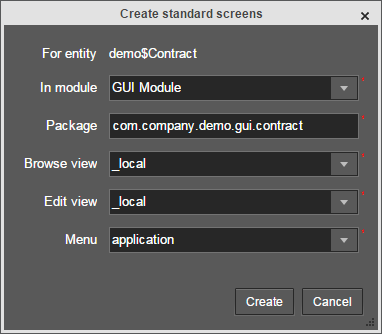 Create standard screens
For entity demo$Contract
In module GUI Module *
Package com.company.demo.gui.contract *
Browse view _local *
Edit view _local *
Menu application *
Create Cancel